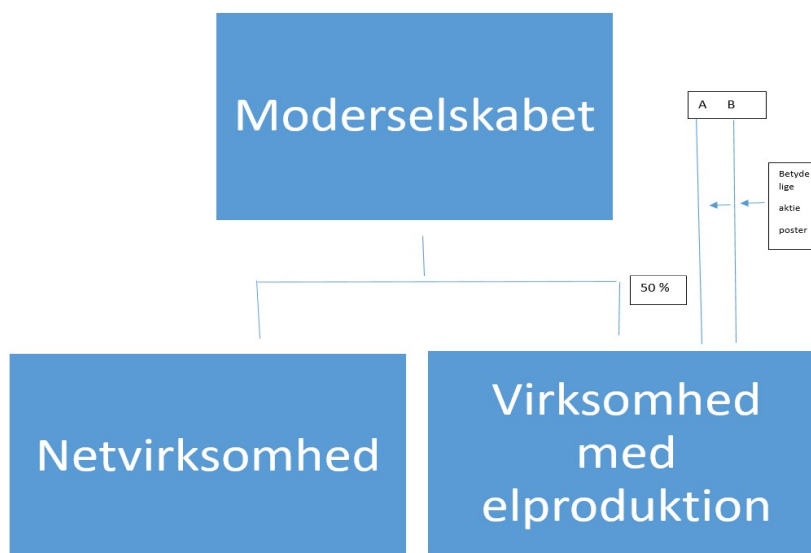 Moderselskabet
A B
Betyde
lige
aktie
poster
50 %
Netvirksomhed
Virksomhed
med
elproduktion